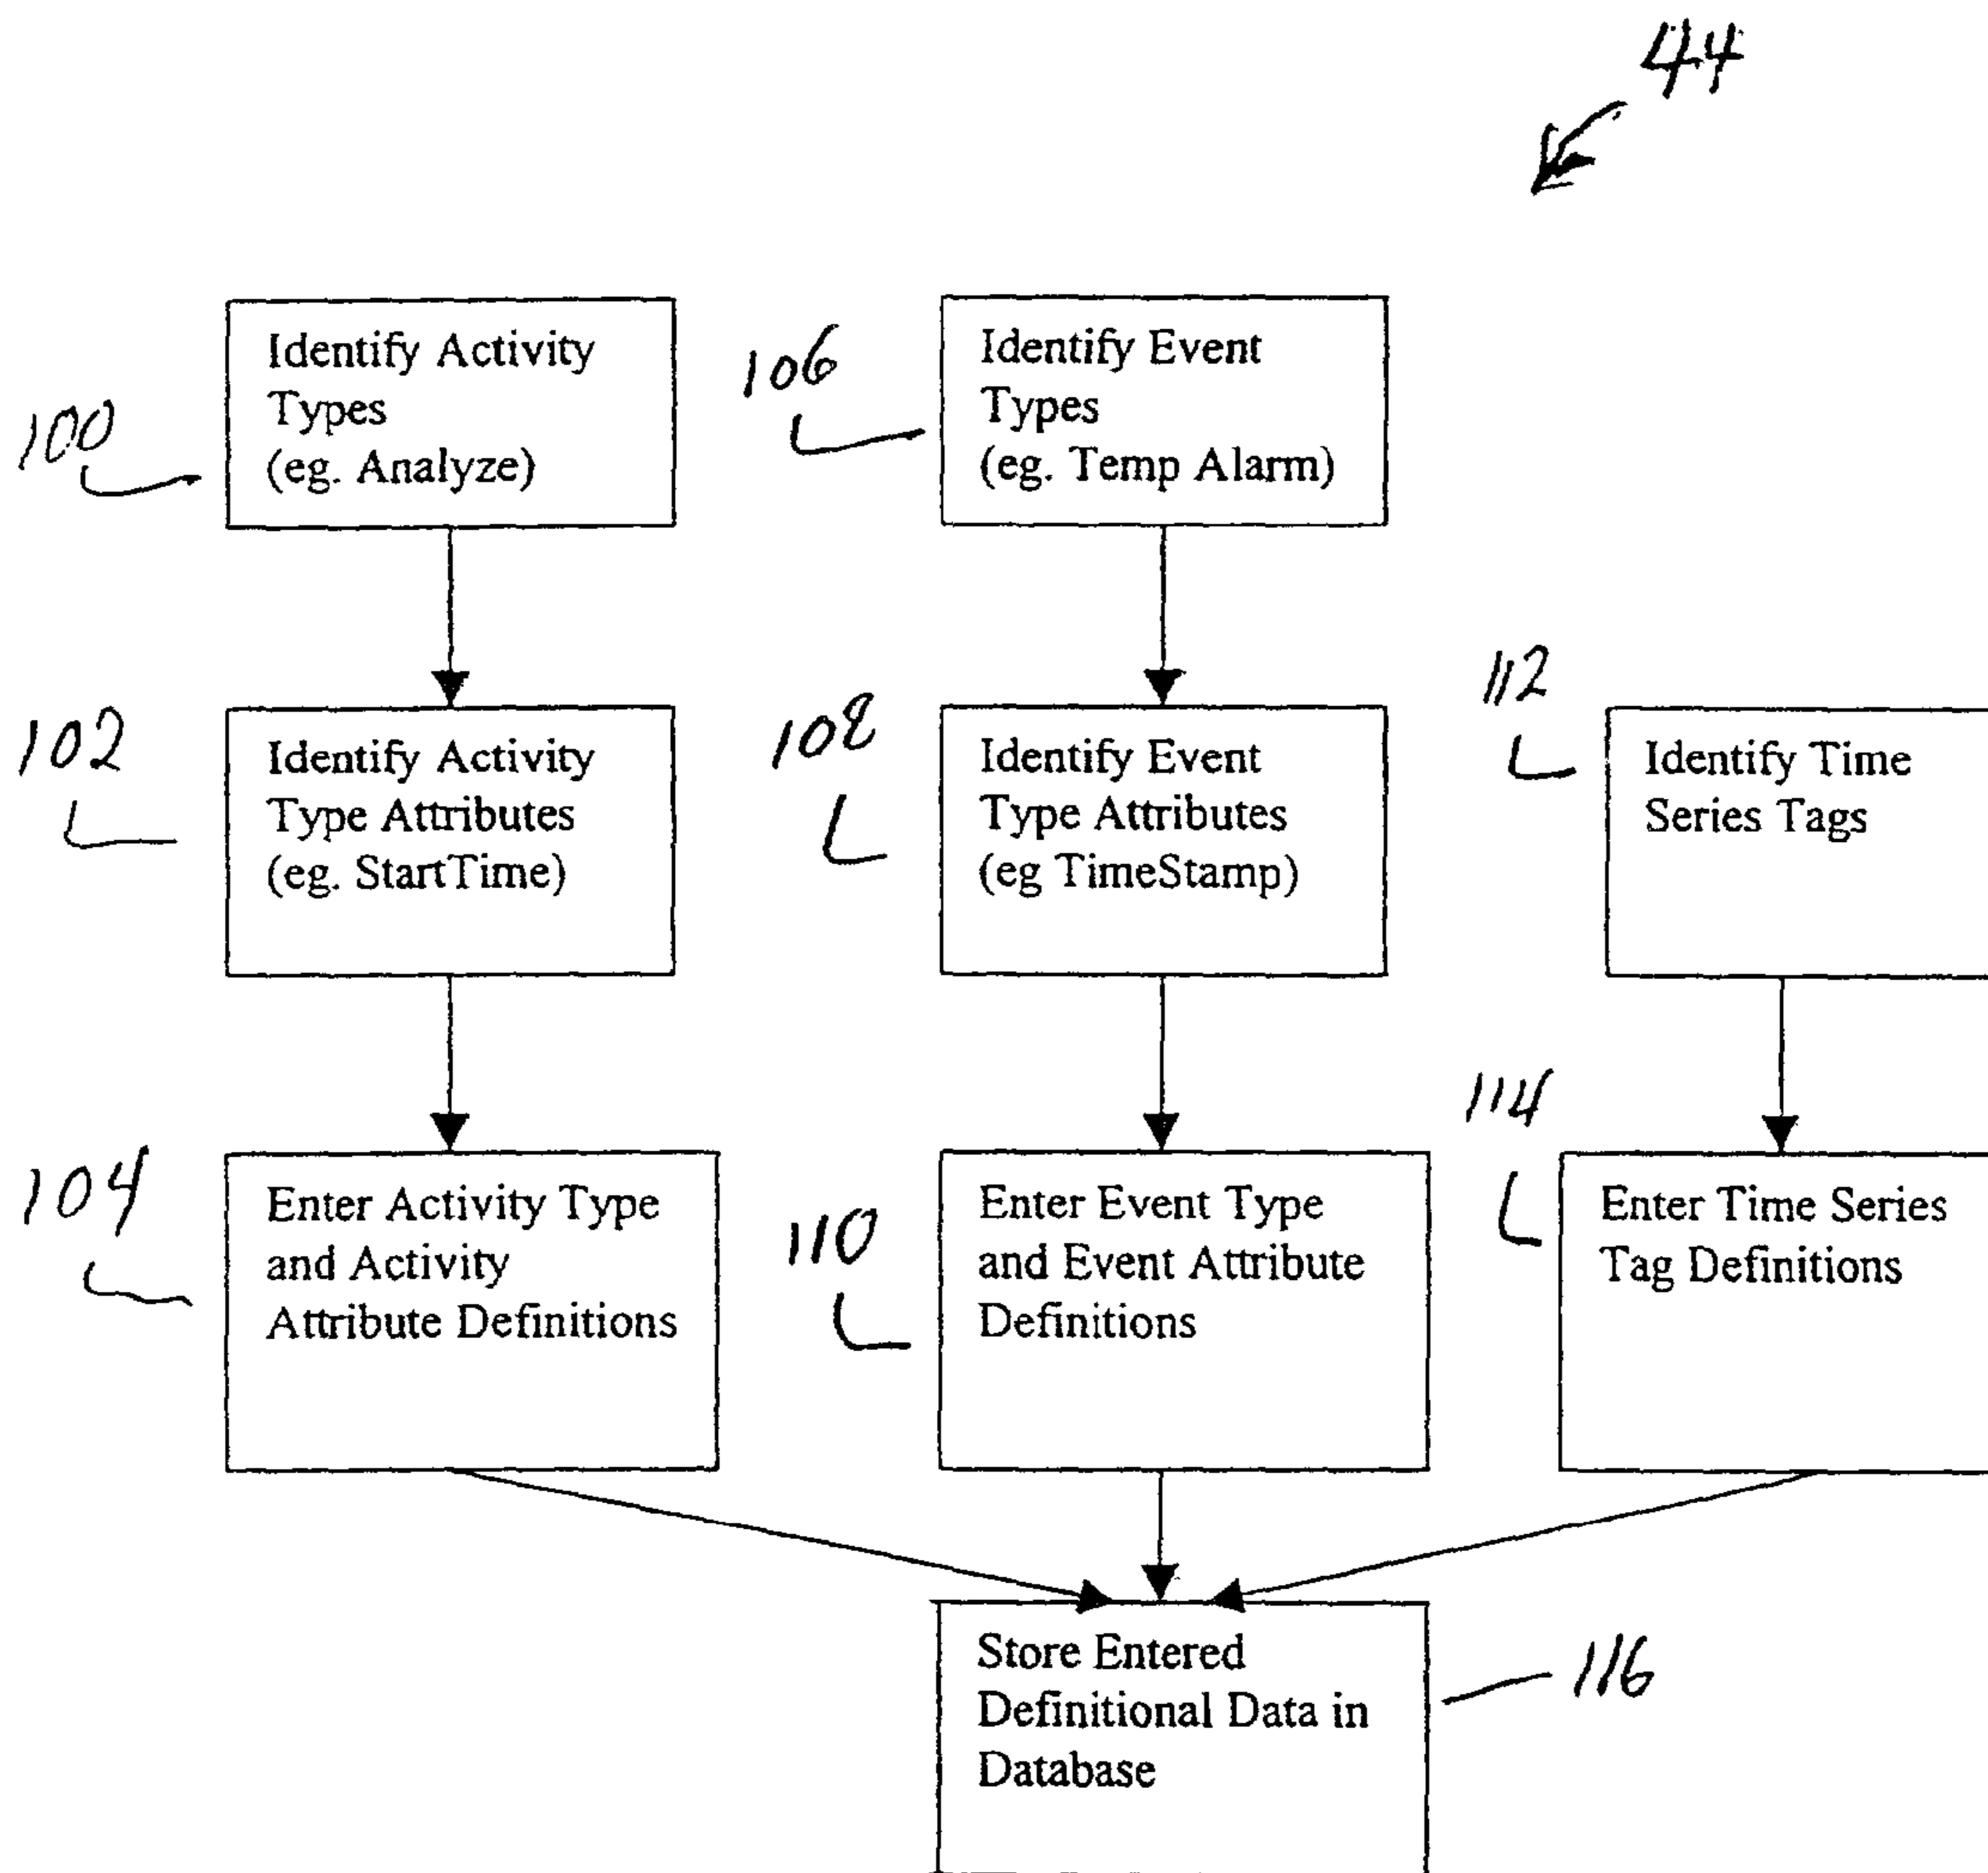 44
Identify Activity
Types
(eg. Analyze)
100
Identify Event
Types
(eg. Temp Alarm)
106
Identify Activity
Type Attributes
(eg. StartTime)
102
Identify Event
Type Attributes
(eg TimeStamp)
108
Identify Time
Series Tags
112
Enter Activity Type
and Activity
Attribute Definitions
104
Enter Event Type
and Event Attribute
Definitions
110
Enter Time Series
Tag Definitions
114
Store Entered
Definitional Data in
Database
116